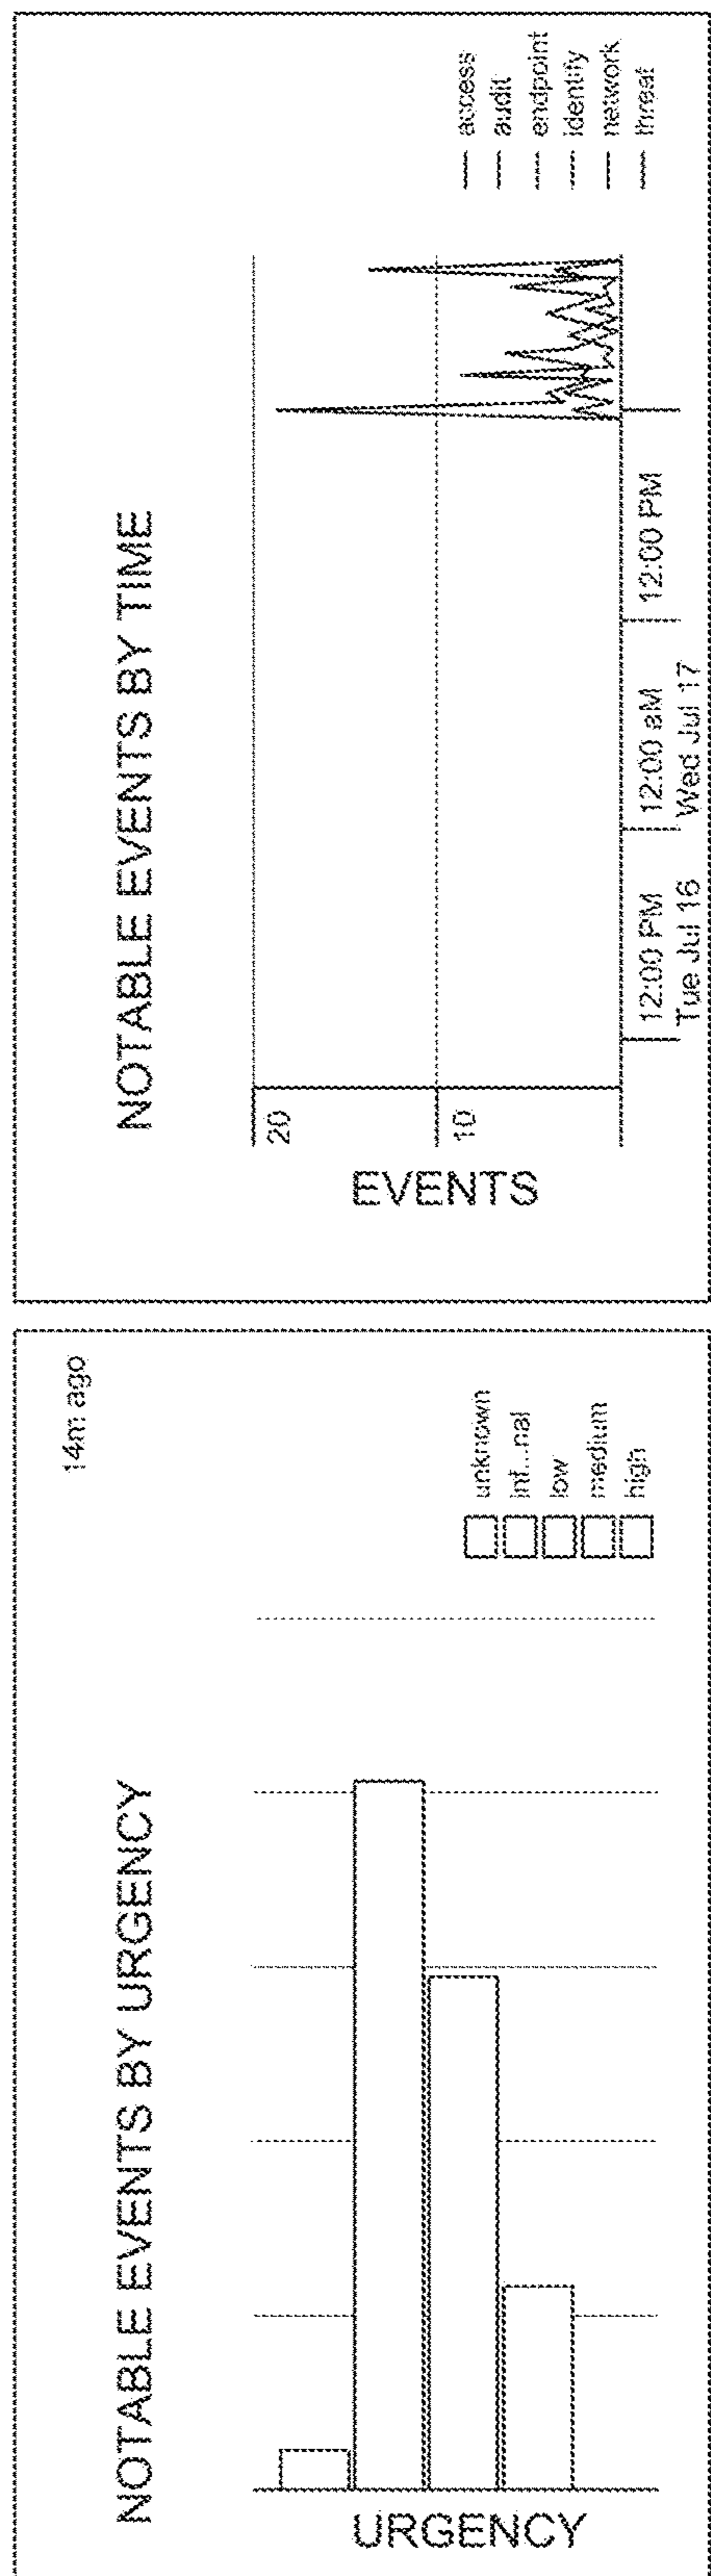 NOTABLE EVENTS BY URGENCY
14m ago
URGENCY
unknown
inf...nal
low
medium
high
NOTABLE EVENTS BY TIME
EVENTS
20
10
12:00 PM
Tue Jul 16
12:00 aM
Wed Jul 17
12:00 PM
access
audit
endpoint
identify
network
threat